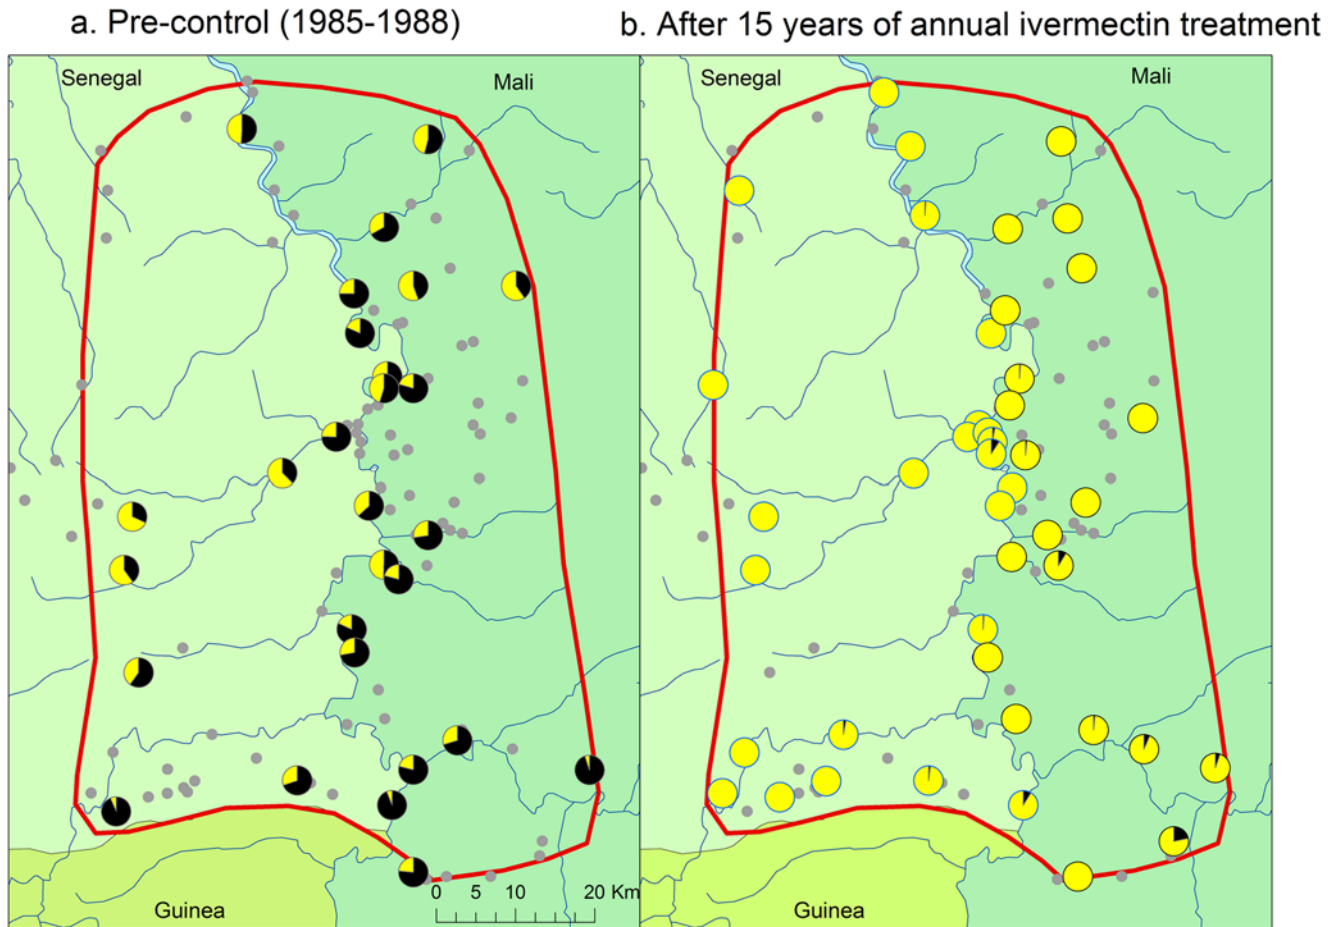 a. Pre-control (1985-1988)
b. After 15 years of annual ivermectin treatment
Senegal
Mali
Senegal
Mali
0 5 10 20 Km
Guinea
Guinea